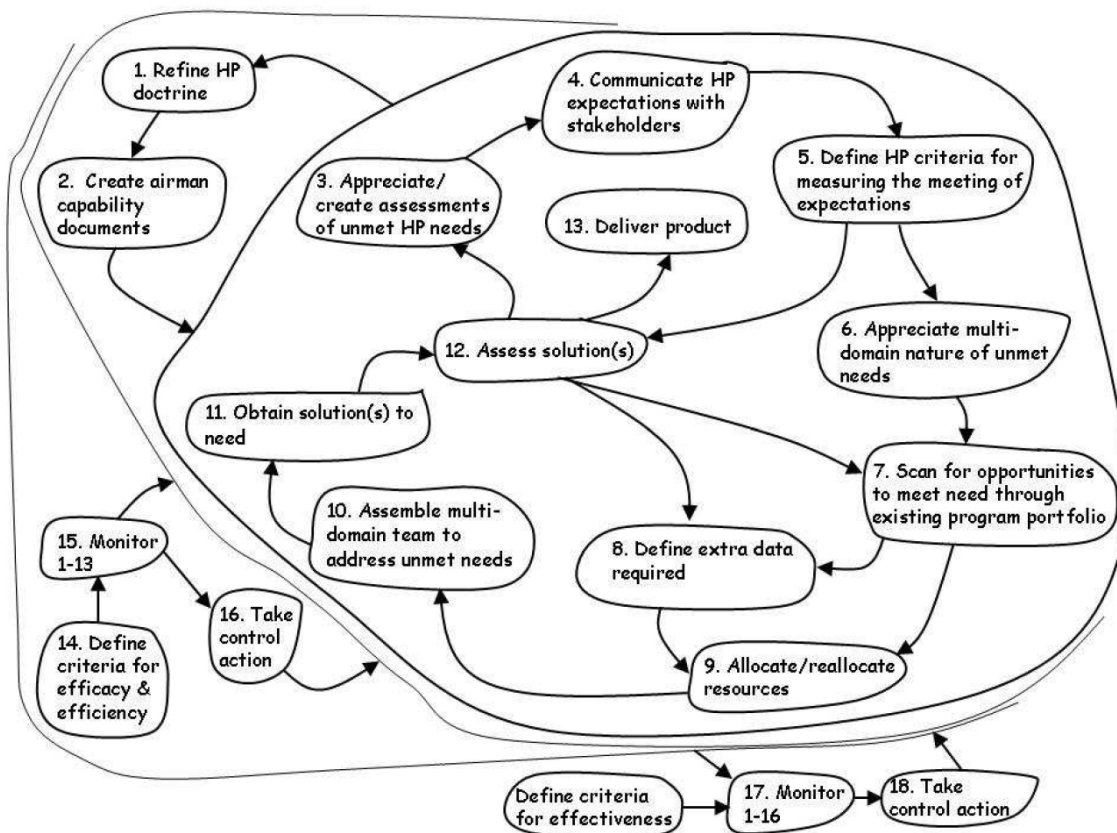 1. Refine HP
doctrine
2. Create airman
capability
documents
3. Appreciate/
create assessments
of unmet HP needs
4. Communicate HP
expectations with
stakeholders
5. Define HP criteria for
measuring the meeting of
expectations
13. Deliver product
6. Appreciate multi-
domain nature of unmet
needs
12. Assess solution(s)
11. Obtain solution(s) to
need
7. Scan for opportunities
to meet need through
existing program portfolio
10. Assemble multi-
domain team to
address unmet needs
8. Define extra data
required
9. Allocate/reallocate
resources
15. Monitor
1-13
16. Take
control
action
14. Define
criteria for
efficacy &
efficiency
Define criteria
for effectiveness
17. Monitor
1-16
18. Take
control action